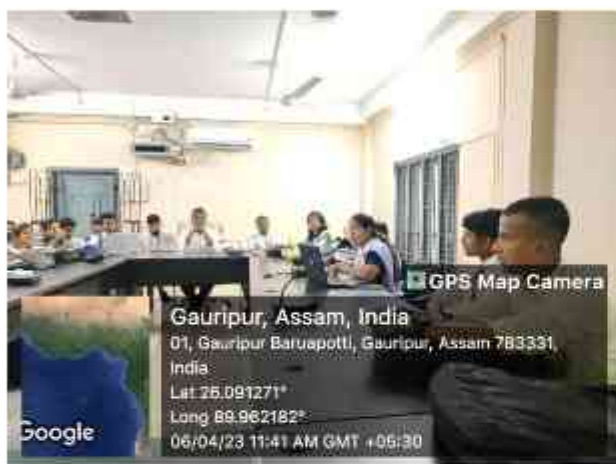 GPS Map Camera
Gauripur, Assam, India
01, Gauripur Baruapotti, Gauripur, Assam 783331,
India
Lat 26.091271°
Long 89.962182°
06/04/23 11:41 AM GMT +05:30
Google